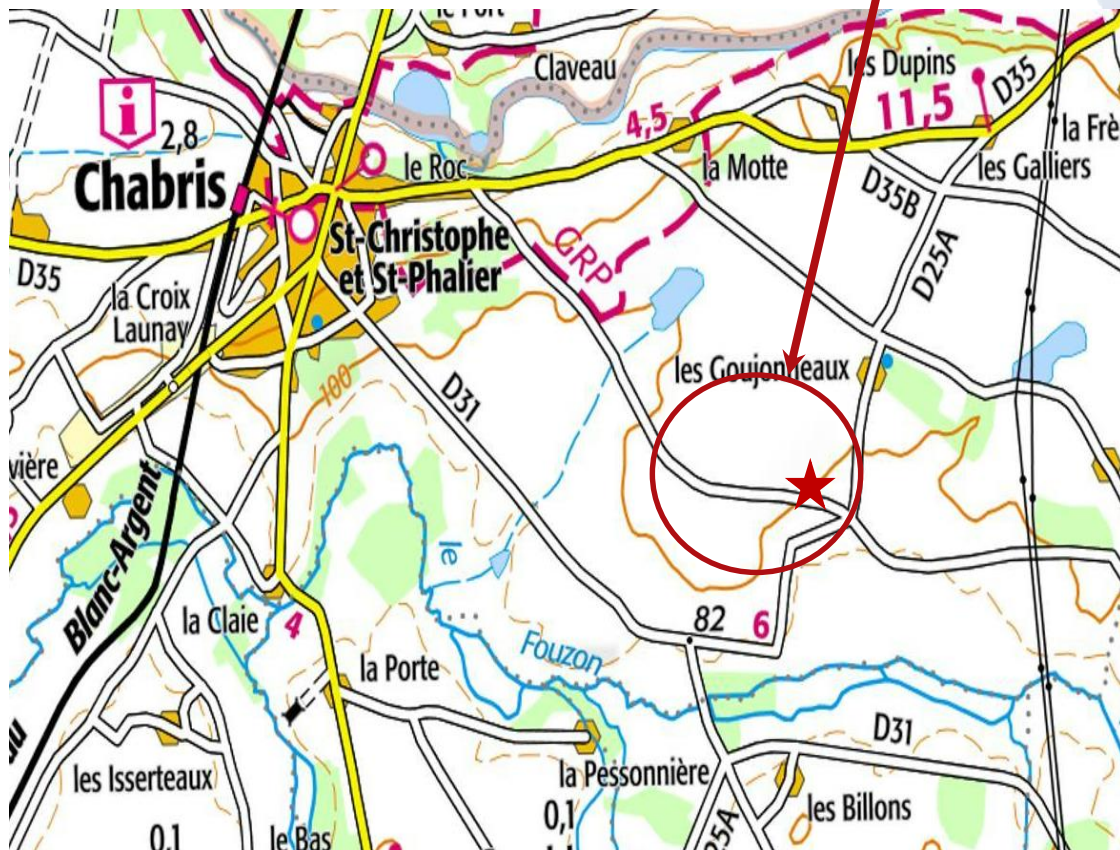 le Port
Claveau
les Dupins
D35
11,5
4,5
i
2,8
la Frè
Chabris
le Roc
la Motte
les Galliers
D35B
St-Christophe
et St-Phalier
GRP
D25A
D35
la Croix
Launay
les Goujonneaux
100
D31
vière
Blanc-Argent
le
82
6
la Claie
4
Fouzon
la Porte
D31
les Isserteaux
la Pessonnière
les Billons
0,1
0,1
le Bas
25A